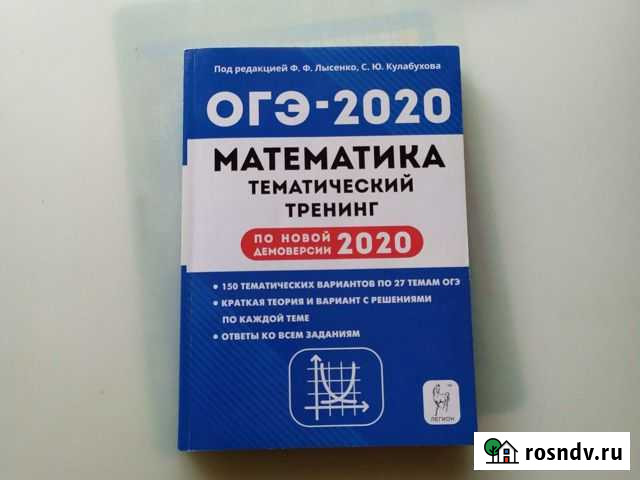 Под редакцией Ф. Ф. Лысенко, С. Ю. Кулабухова
ОГЭ-2020
МАТЕМАТИКА
ТЕМАТИЧЕСКИЙ
ТРЕНИНГ
ПО НОВОЙ
ДЕМОВЕРСИИ 2020
• 150 ТЕМАТИЧЕСКИХ ВАРИАНТОВ ПО 27 ТЕМАМ ОГЭ
• КРАТКАЯ ТЕОРИЯ И ВАРИАНТ С РЕШЕНИЯМИ
ПО КАЖДОЙ ТЕМЕ
• ОТВЕТЫ КО ВСЕМ ЗАДАНИЯМ
ЛЕГИОН
rosndv.ru